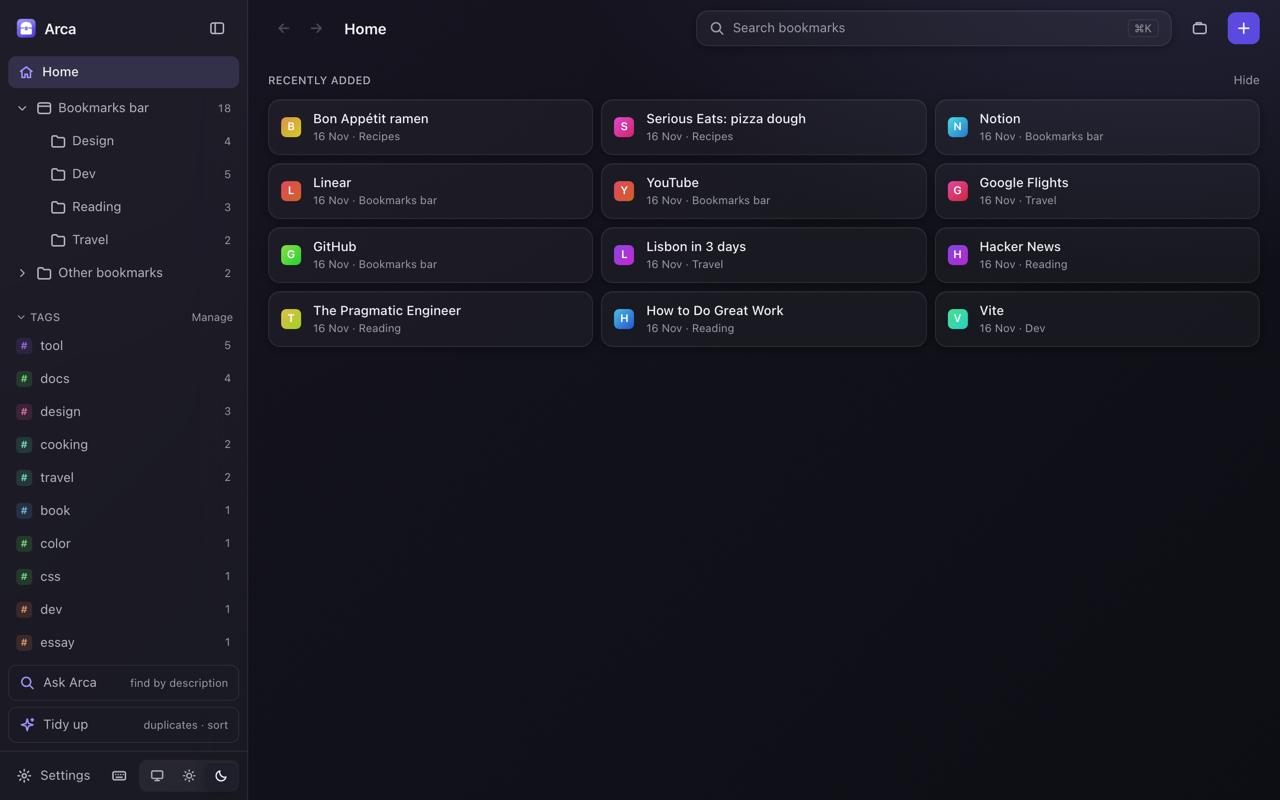 Arca
Home
Bookmarks bar 18
Design 4
Dev 5
Reading 3
Travel 2
Other bookmarks 2
TAGS Manage
# tool 5
# docs 4
# design 3
# cooking 2
# travel 2
# book 1
# color 1
# css 1
# dev 1
# essay 1
Ask Arca find by description
Tidy up duplicates · sort
Settings
Home
Search bookmarks ⌘K
RECENTLY ADDED Hide
B Bon Appétit ramen
16 Nov · Recipes
S Serious Eats: pizza dough
16 Nov · Recipes
N Notion
16 Nov · Bookmarks bar
L Linear
16 Nov · Bookmarks bar
Y YouTube
16 Nov · Bookmarks bar
G Google Flights
16 Nov · Travel
G GitHub
16 Nov · Bookmarks bar
L Lisbon in 3 days
16 Nov · Travel
H Hacker News
16 Nov · Reading
T The Pragmatic Engineer
16 Nov · Reading
H How to Do Great Work
16 Nov · Reading
V Vite
16 Nov · Dev